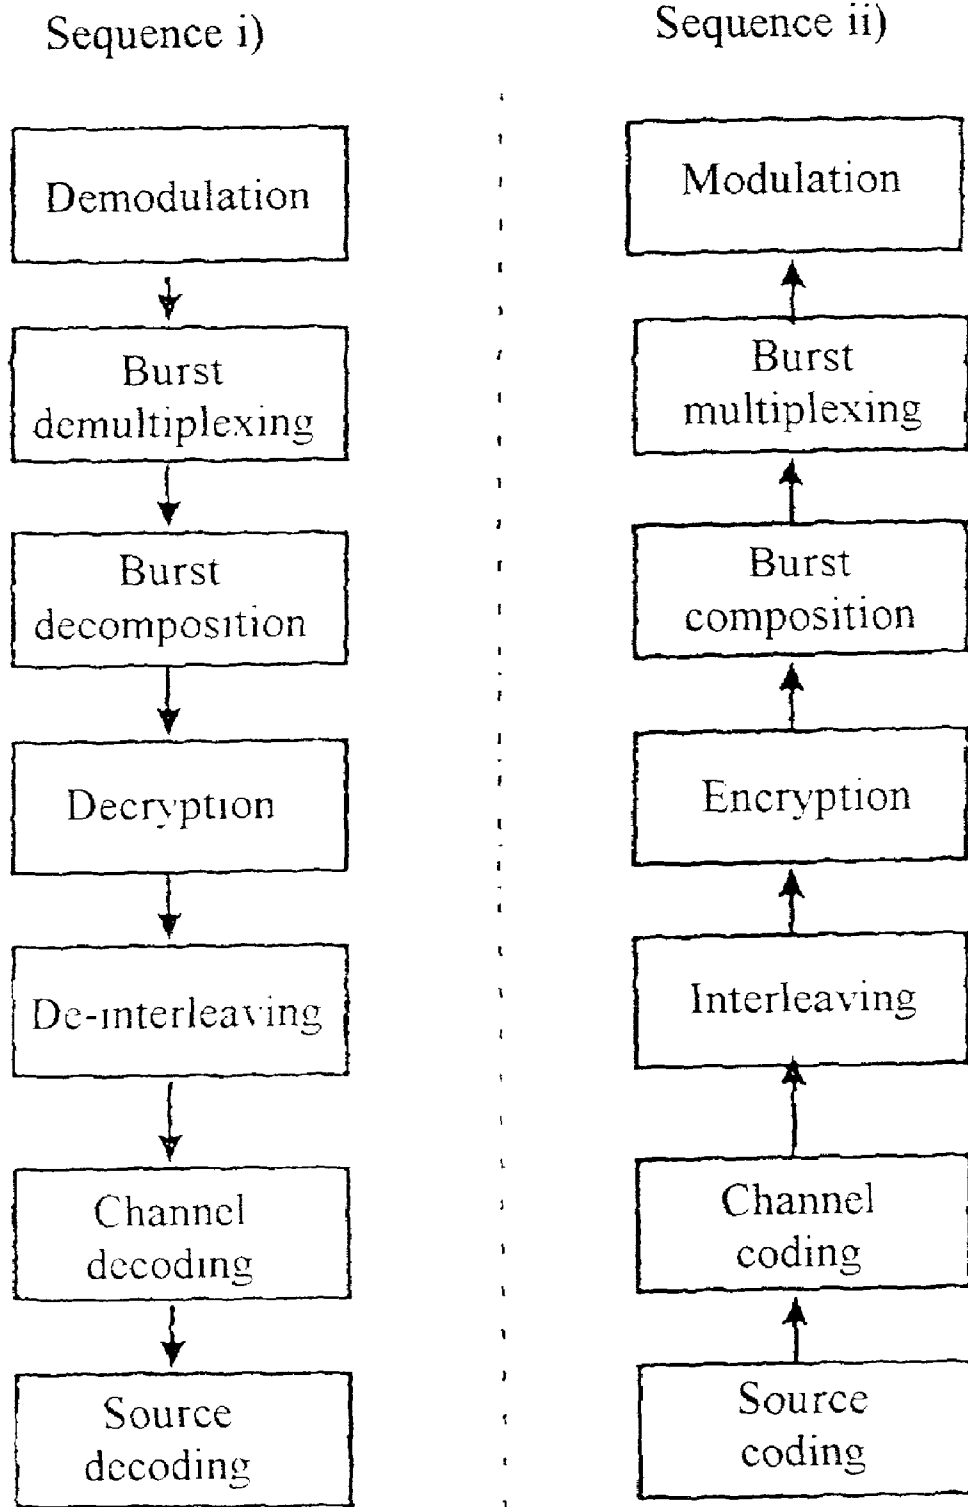 Sequence i)
Demodulation
Burst
demultiplexing
Burst
decomposition
Decryption
De-interleaving
Channel
decoding
Source
decoding
Sequence ii)
Modulation
Burst
multiplexing
Burst
composition
Encryption
Interleaving
Channel
coding
Source
coding